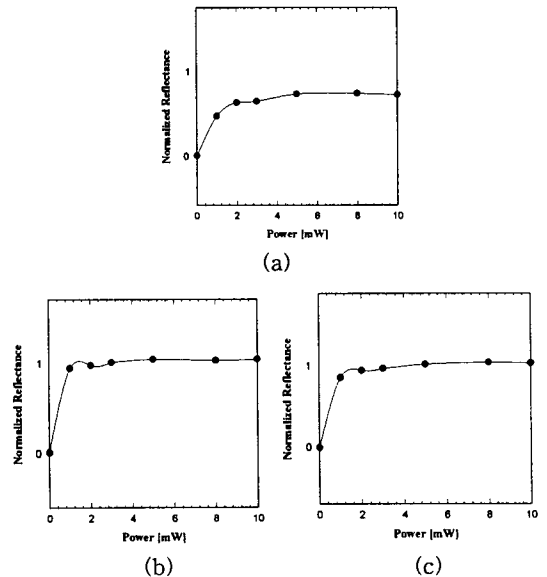 Normalized Reflectance
1
0
0 2 4 6 8 10
Power [mW]
(a)
Normalized Reflectance
1
0
0 2 4 6 8 10
Power [mW]
(b)
Normalized Reflectance
1
0
0 2 4 6 8 10
Power [mW]
(c)